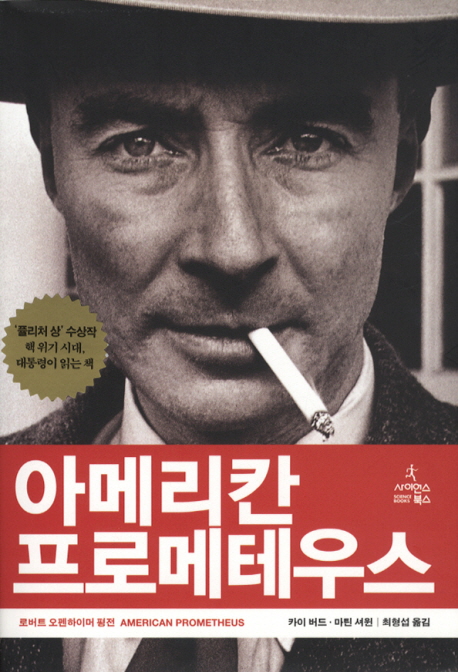 '퓰리처 상' 수상작
핵 위기 시대,
대통령이 읽는 책
아메리칸
프로메테우스
사이언스
SCIENCE
북스
BOOKS
로버트 오펜하이머 평전 AMERICAN PROMETHEUS
카이 버드 · 마틴 셔윈 | 최형섭 옮김